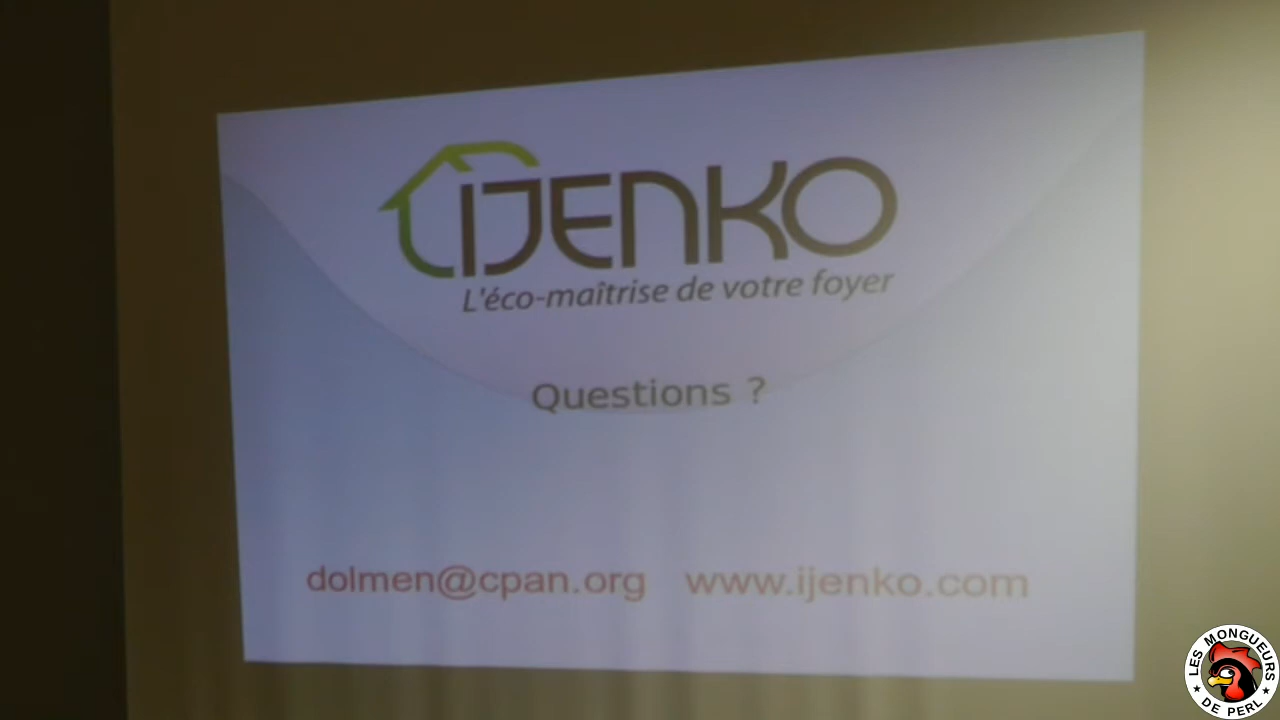 IJENKO
L'éco-maîtrise de votre foyer
Questions ?
dolmen@cpan.org www.ijenko.com
LES MONGUEURS
DE PERL